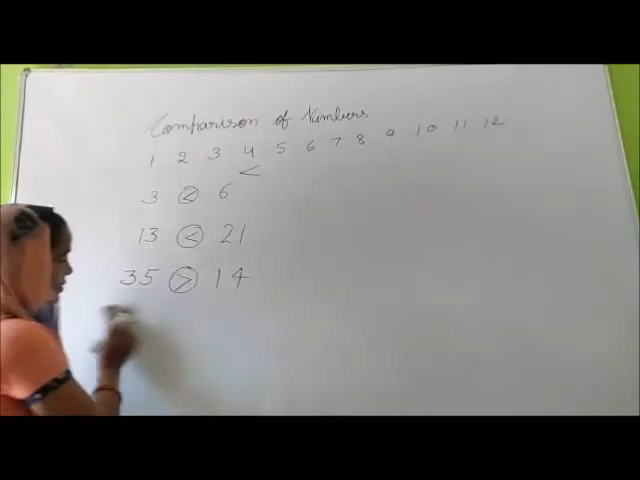 Comparison of Numbers
1 2 3 4 5 6 7 8 9 10 11 12
<
3 < 6
13 < 21
35 > 14